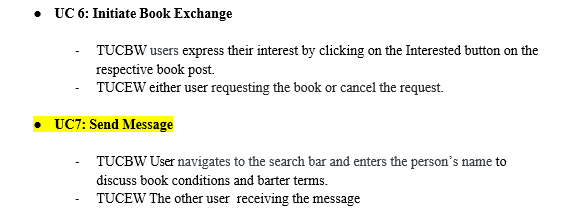 ● UC 6: Initiate Book Exchange
- TUCBW users express their interest by clicking on the Interested button on the
respective book post.
- TUCEW either user requesting the book or cancel the request.
● UC7: Send Message
- TUCBW User navigates to the search bar and enters the person’s name to
discuss book conditions and barter terms.
- TUCEW The other user receiving the message